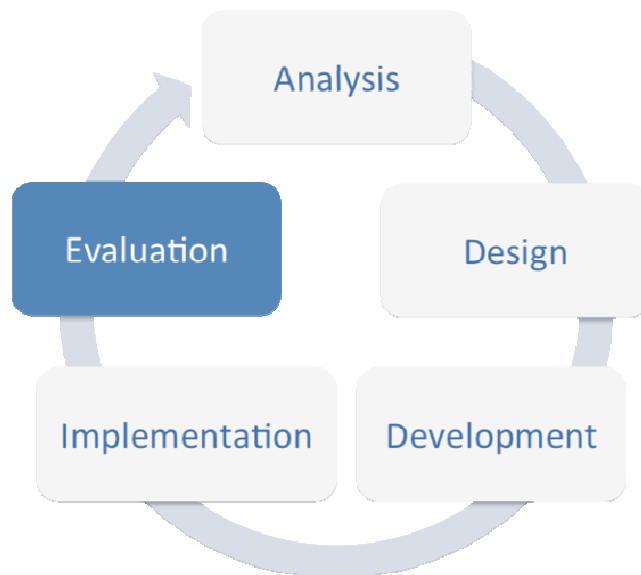 Analysis
Evaluation
Design
Implementation
Development